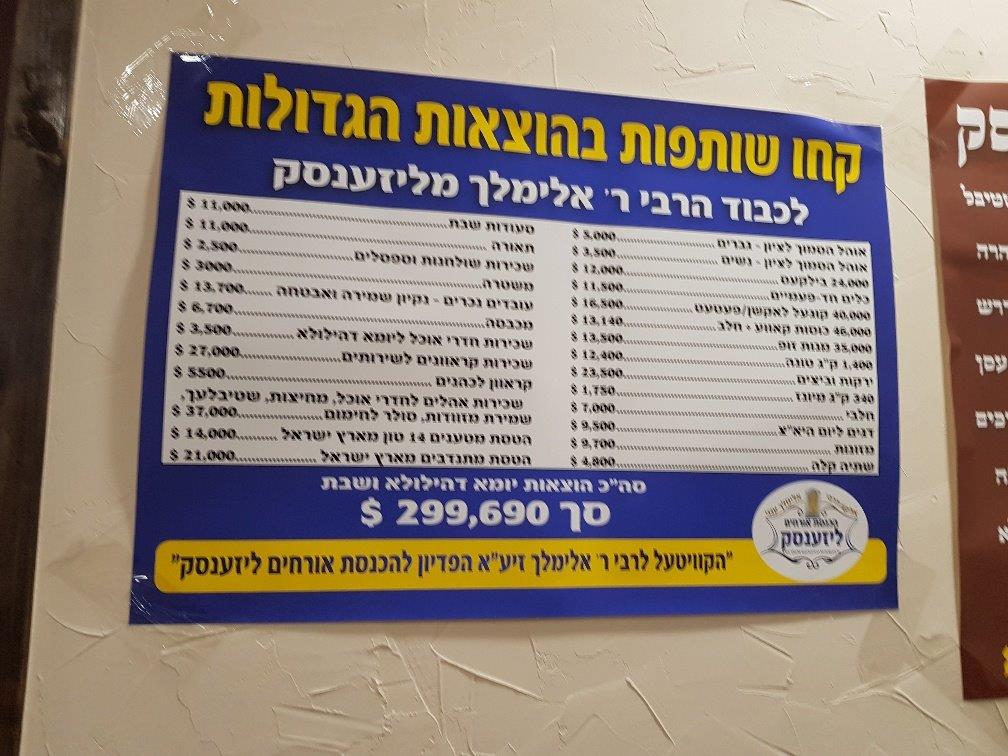 קחו שותפות בהוצאות הגדולות
לכבוד הרבי ר' אלימלך מליזענסק
אוהל הסמוך לציון - גברים.....5,000 $
אוהל הסמוך לציון - נשים.....3,500 $
24,000 בילקעס.....12,000 $
כלים חד-פעמיים.....11,500 $
40,000 קוגעל לאקשן/פעטעט.....16,500 $
46,000 כוסות קאווע + חלב.....13,140 $
35,000 מנות זופ.....13,500 $
1,400 ק"ג טונה.....12,400 $
ירקות וביצים.....23,500 $
340 ק"ג מיונז.....1,750 $
חלבי.....7,000 $
דגים ליום היא"צ.....9,500 $
מזונות.....9,700 $
שתיה קלה.....4,800 $
סעודות שבת.....11,000 $
תאורה.....11,000 $
שכירות שולחנות וספסלים.....2,500 $
משטרה.....3000 $
עובדים נכרים - נקיון שמירה ואבטחה.....13,700 $
מכבסה.....6,700 $
שכירות חדרי אוכל ליומא דהילולא.....3,500 $
שכירות קראוונים לשירותים.....27,000 $
קראוון לכהנים.....5500 $
שכירות אהלים לחדרי אוכל, מחיצות, שטיבלעך,
שמירת מזוודות, סולר לחימום.....37,000 $
הטסת מטענים 14 טון מארץ ישראל.....14,000 $
הטסת מתנדבים מארץ ישראל.....21,000 $
סה"כ הוצאות יומא דהילולא ושבת
סך 299,690 $
הכנסת אורחים
ליזענסק
"הקוויטעל לרבי ר' אלימלך זיע"א הפדיון להכנסת אורחים ליזענסק"